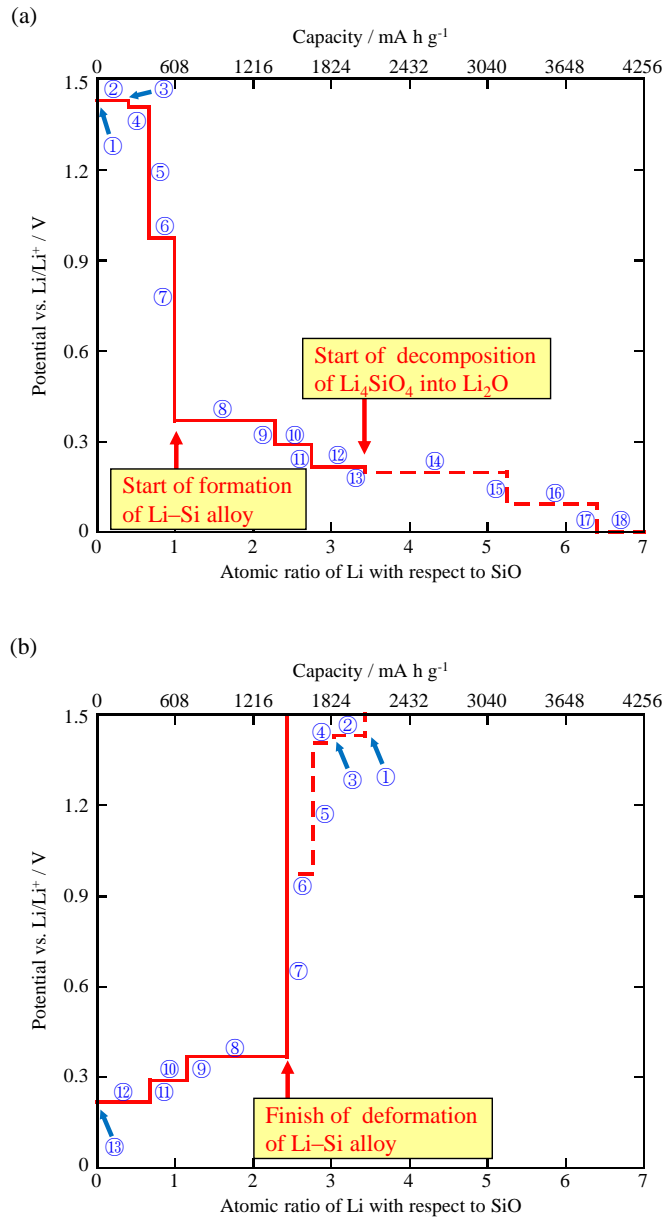 (a)
Capacity / mA h g⁻¹
0 608 1216 1824 2432 3040 3648 4256
1.5
② ③
④
①
1.2
⑤
⑥
0.9
⑦
Potential vs. Li/Li⁺ / V
0.6
Start of decomposition
of Li₄SiO₄ into Li₂O
⑧
0.3
⑨ ⑩
⑪ ⑫
⑬ ⑭
⑮ ⑯
⑰ ⑱
Start of formation
of Li–Si alloy
0
0 1 2 3 4 5 6 7
Atomic ratio of Li with respect to SiO
(b)
Capacity / mA h g⁻¹
0 608 1216 1824 2432 3040 3648 4256
1.5
④ ②
③ ①
1.2
⑤
0.9
⑥
Potential vs. Li/Li⁺ / V
⑦
0.6
⑧
0.3
⑩ ⑨
⑫ ⑪
⑬
Finish of deformation
of Li–Si alloy
0
0 1 2 3 4 5 6 7
Atomic ratio of Li with respect to SiO